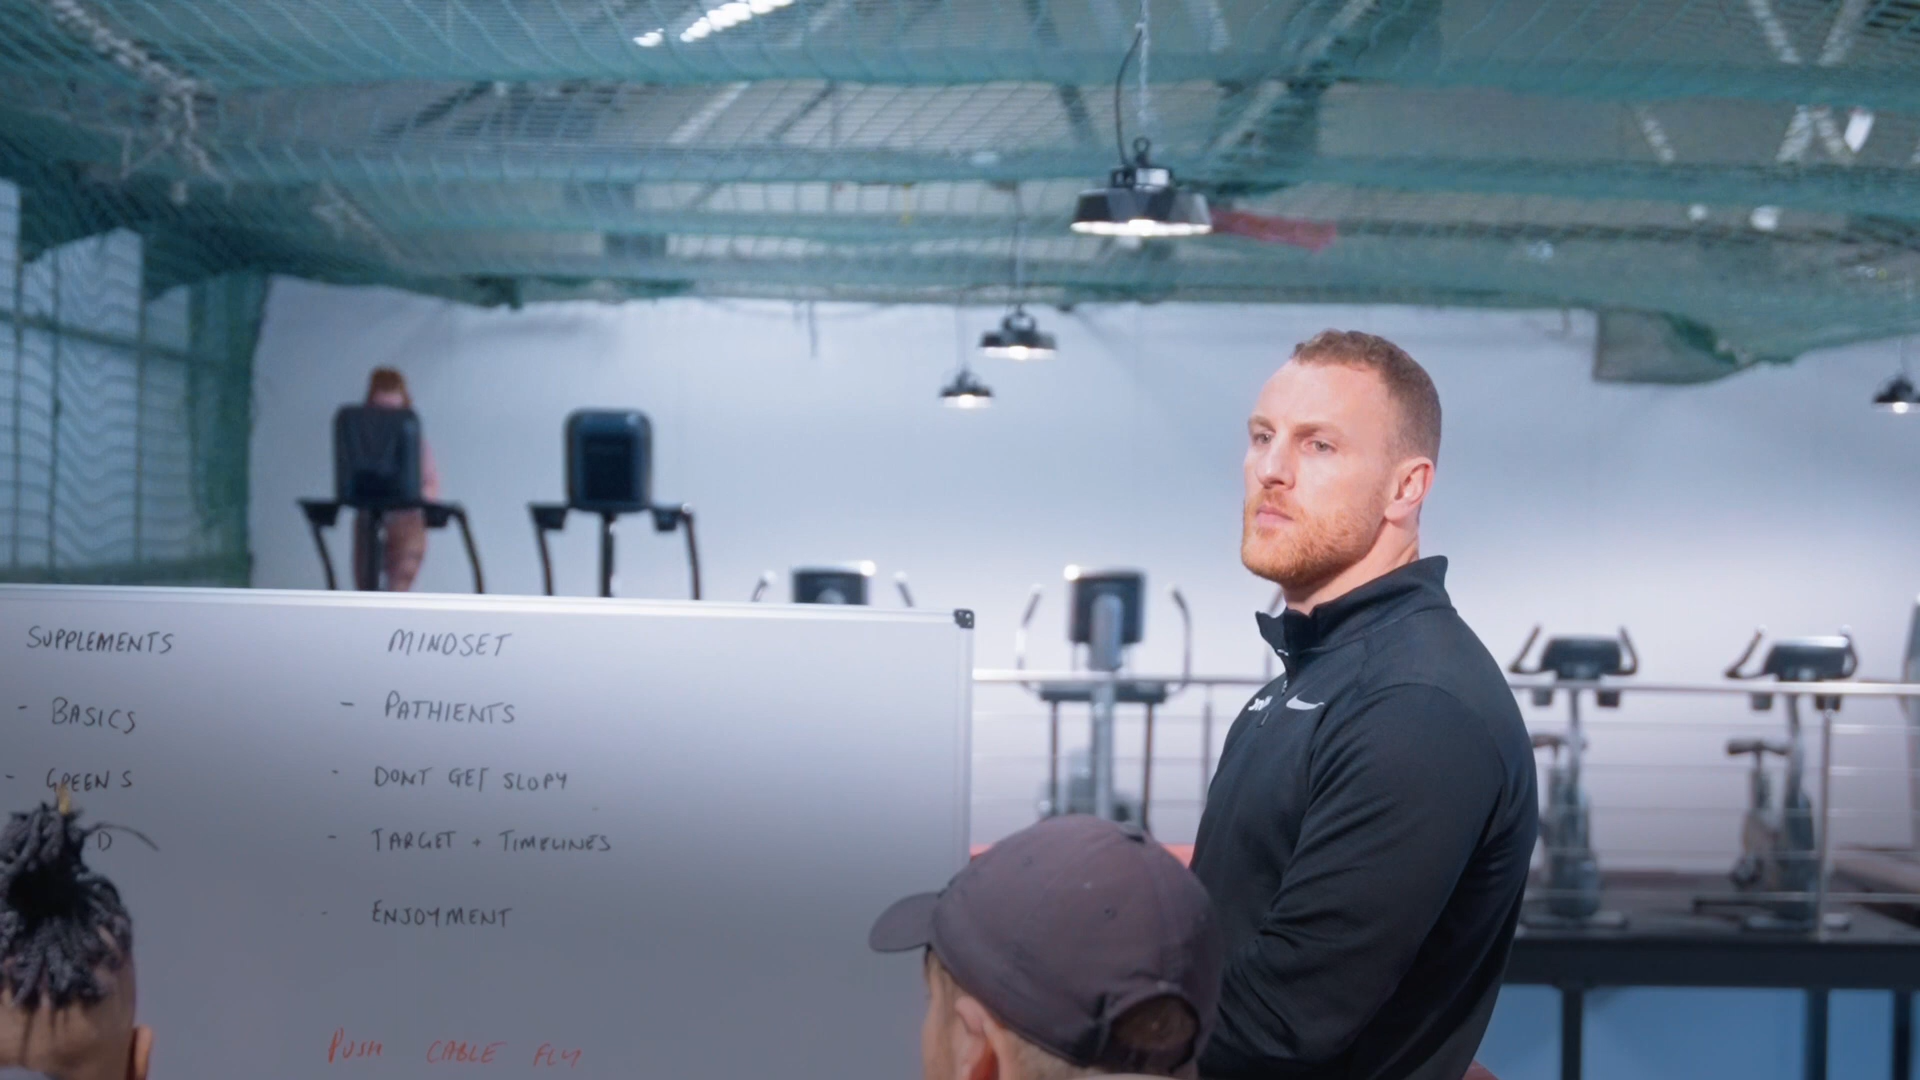 SUPPLEMENTS
- BASICS
- GREENS
D
MINDSET
- PATHIENTS
- DONT GET SLOPY
- TARGET + TIMELINES
- ENJOYMENT
PUSH CABLE FLY